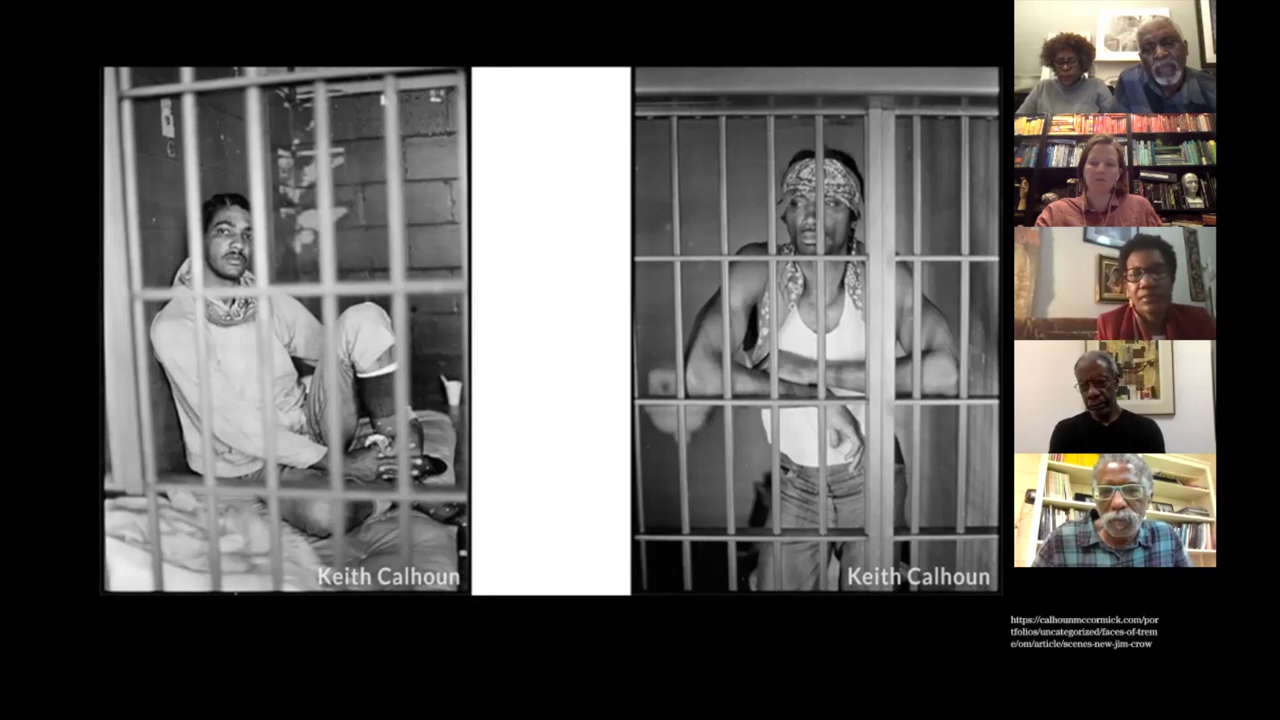 Keith Calhoun
Keith Calhoun
https://calhounmccormick.com/por
tfolios/uncategorized/faces-of-trem
e/om/article/scenes-new-jim-crow